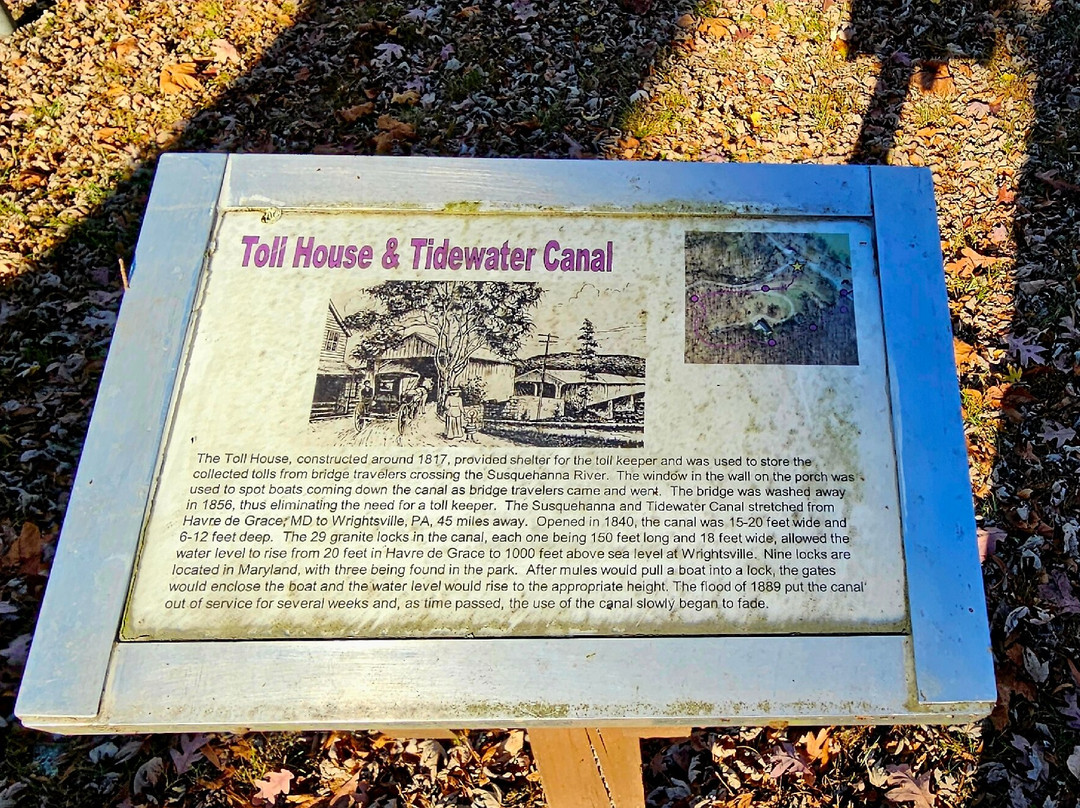 Toll House & Tidewater Canal
The Toll House, constructed around 1817, provided shelter for the toll keeper and was used to store the
collected tolls from bridge travelers crossing the Susquehanna River. The window in the wall on the porch was
used to spot boats coming down the canal as bridge travelers came and went. The bridge was washed away
in 1856, thus eliminating the need for a toll keeper. The Susquehanna and Tidewater Canal stretched from
Havre de Grace, MD to Wrightsville, PA, 45 miles away. Opened in 1840, the canal was 15-20 feet wide and
6-12 feet deep. The 29 granite locks in the canal, each one being 150 feet long and 18 feet wide, allowed the
water level to rise from 20 feet in Havre de Grace to 1000 feet above sea level at Wrightsville. Nine locks are
located in Maryland, with three being found in the park. After mules would pull a boat into a lock, the gates
would enclose the boat and the water level would rise to the appropriate height. The flood of 1889 put the canal
out of service for several weeks and, as time passed, the use of the canal slowly began to fade.